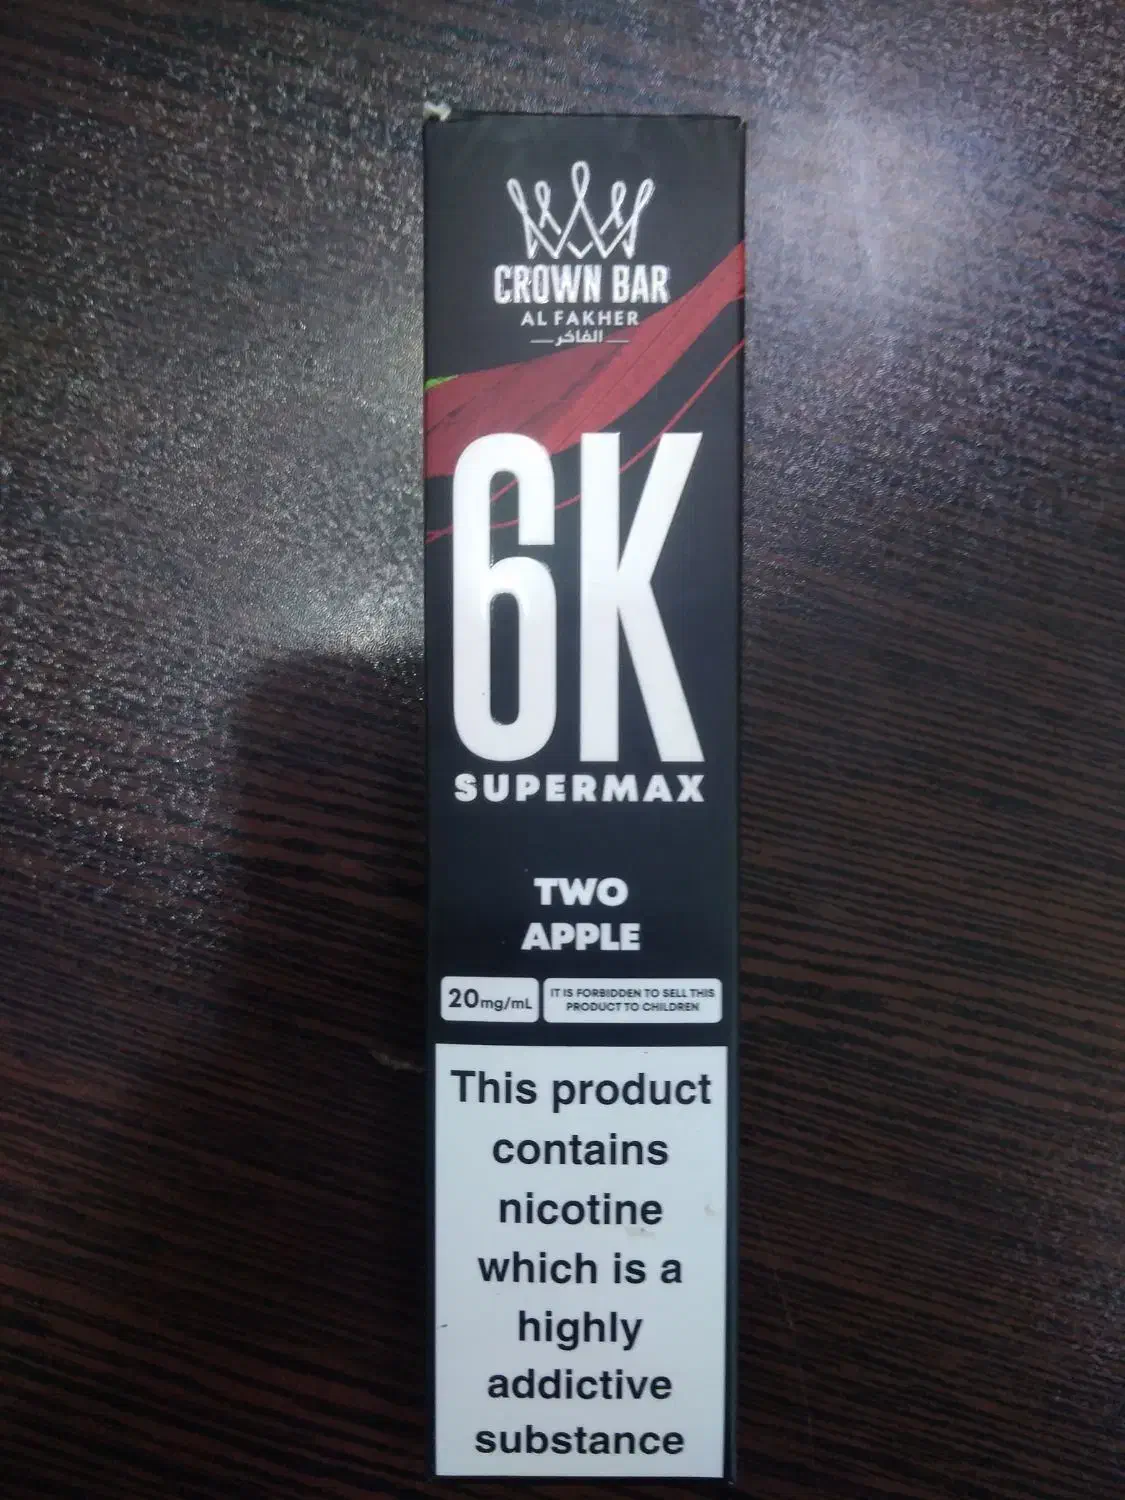 CROWN BAR
AL FAKHER
الفاخر
6K
SUPERMAX
TWO
APPLE
20mg/mL
IT IS FORBIDDEN TO SELL THIS
PRODUCT TO CHILDREN
This product
contains
nicotine
which is a
highly
addictive
substance